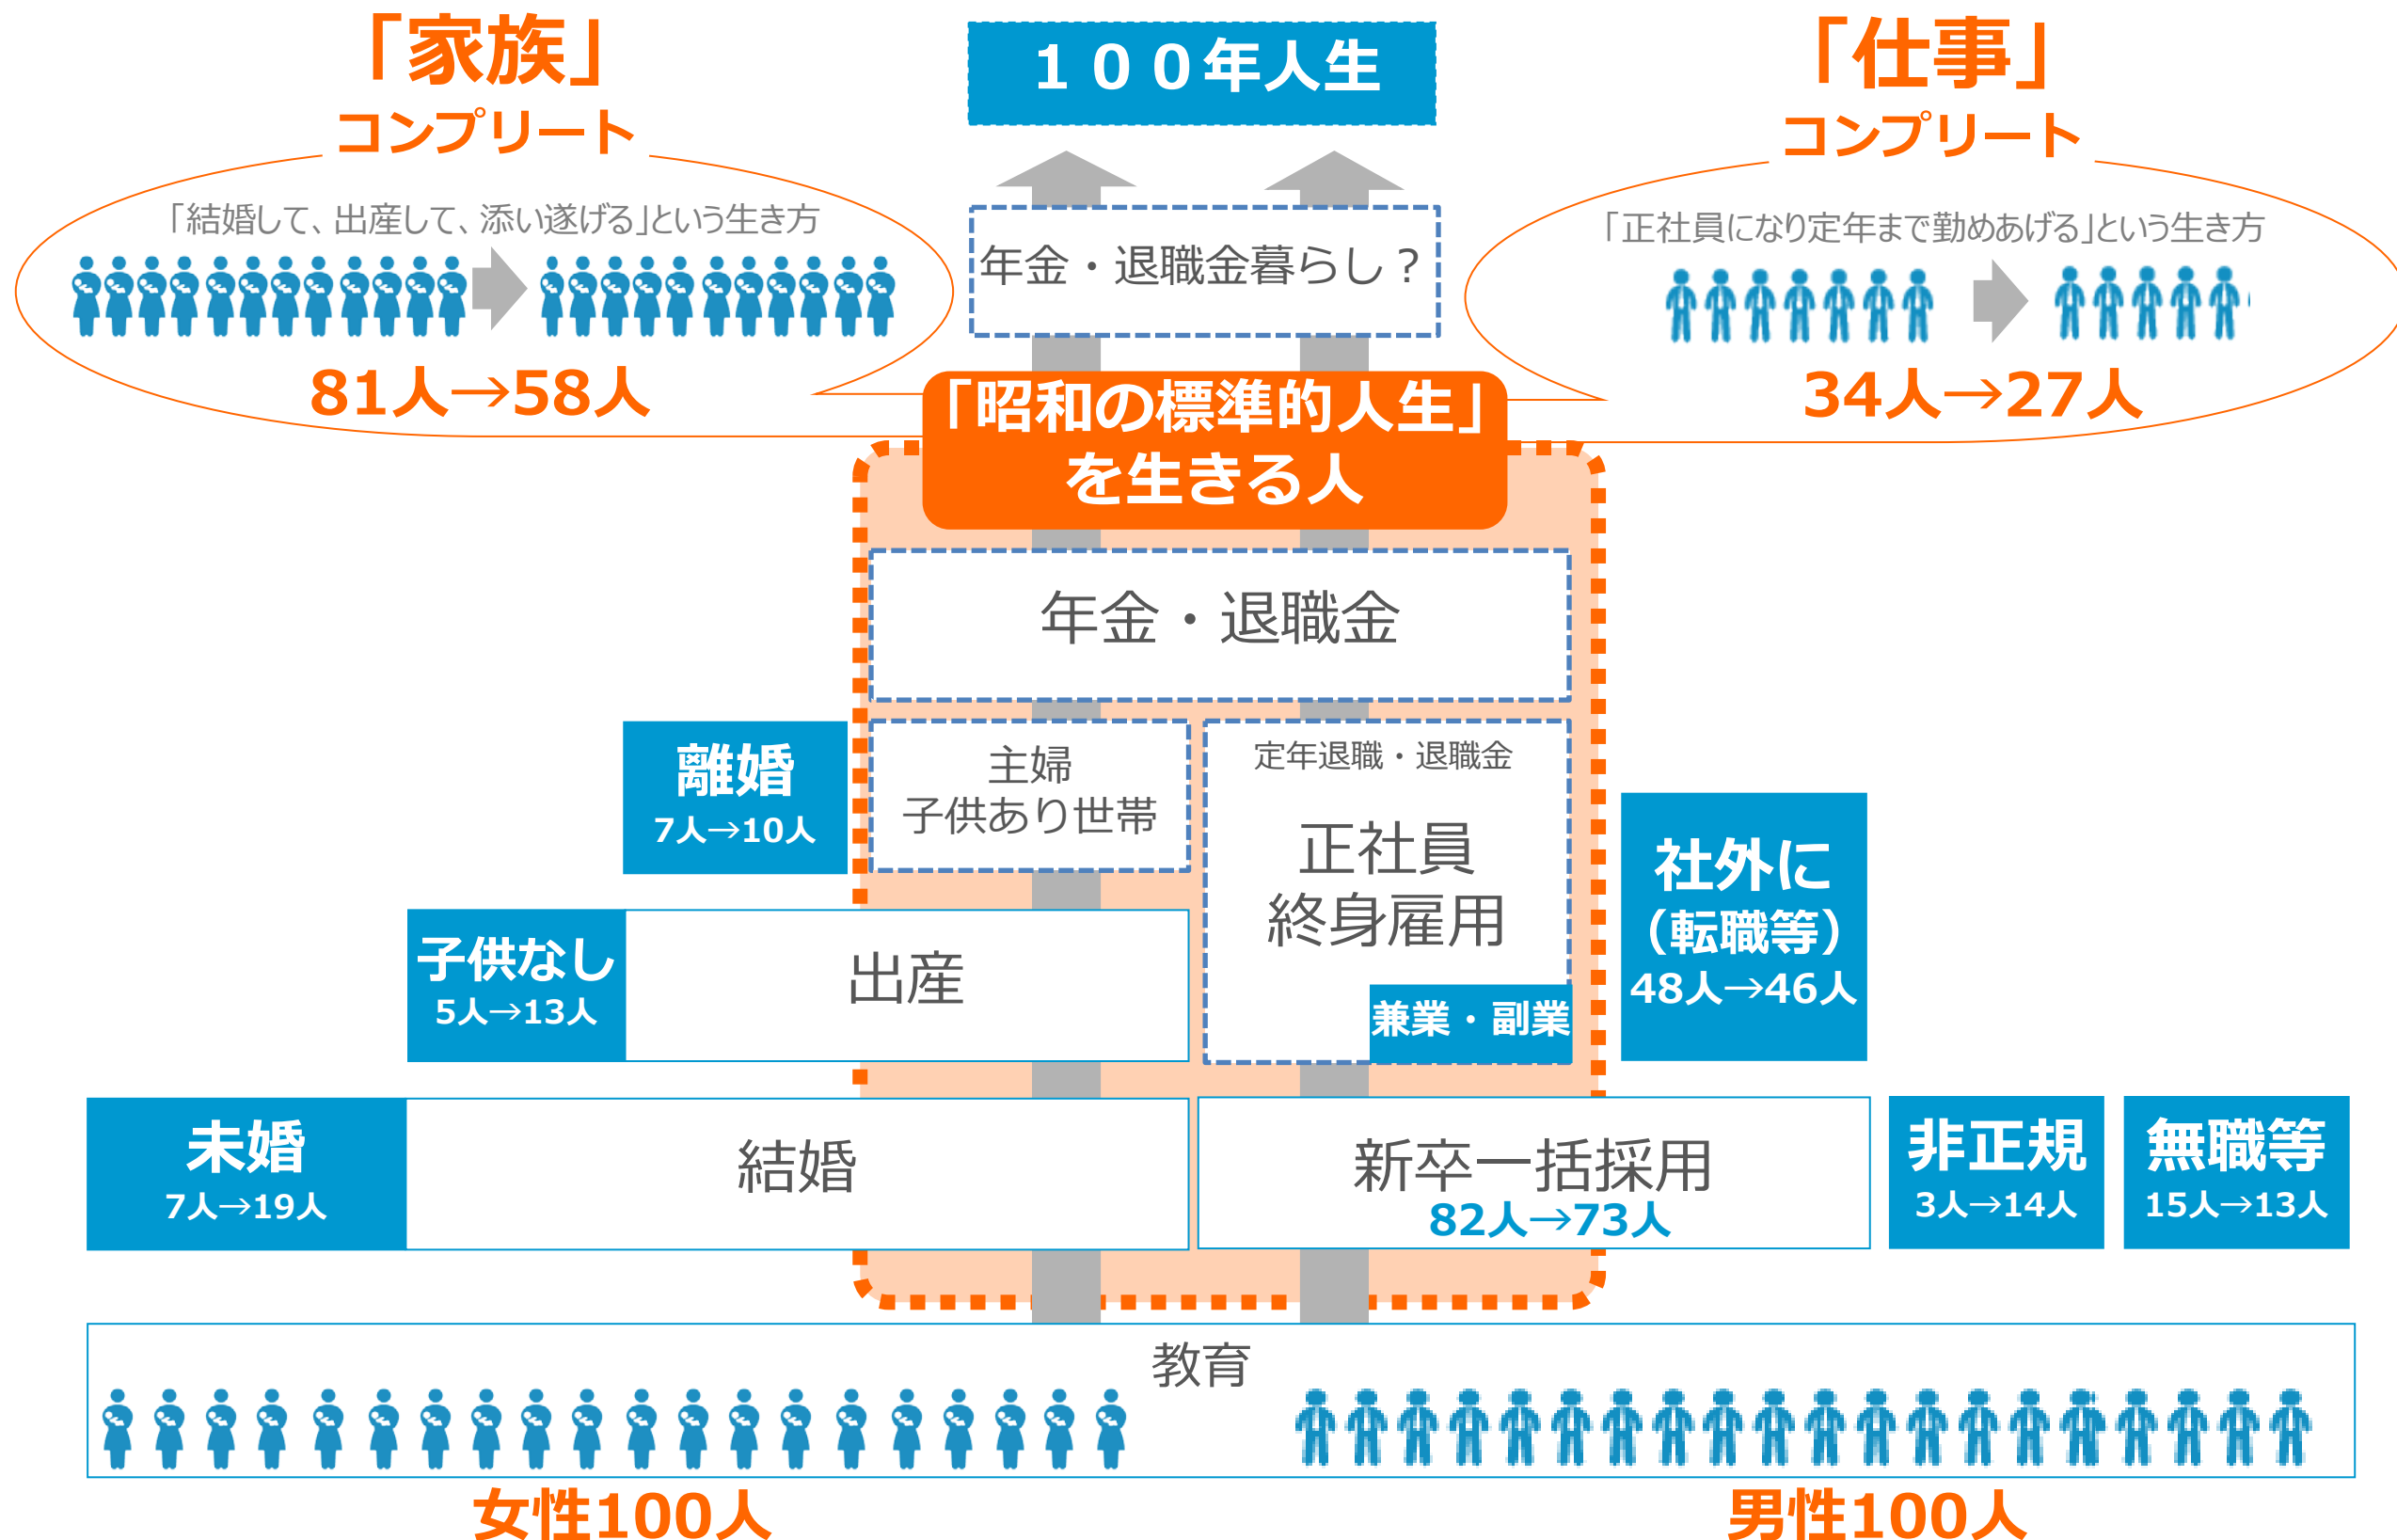 「家族」
コンプリート
「結婚して、出産して、添い遂げる」という生き方
81人→58人
１００年人生
年金・退職金暮らし？
「仕事」
コンプリート
「正社員になり定年まで勤めあげる」という生き方
34人→27人
「昭和の標準的人生」
を生きる人
年金・退職金
離婚
7人→10人
主婦
子供あり世帯
定年退職・退職金
正社員
終身雇用
兼業・副業
社外に
（転職等）
48人→46人
子供なし
5人→13人
出産
未婚
7人→19人
結婚
新卒一括採用
82人→73人
非正規
3人→14人
無職等
15人→13人
教育
女性100人
男性100人